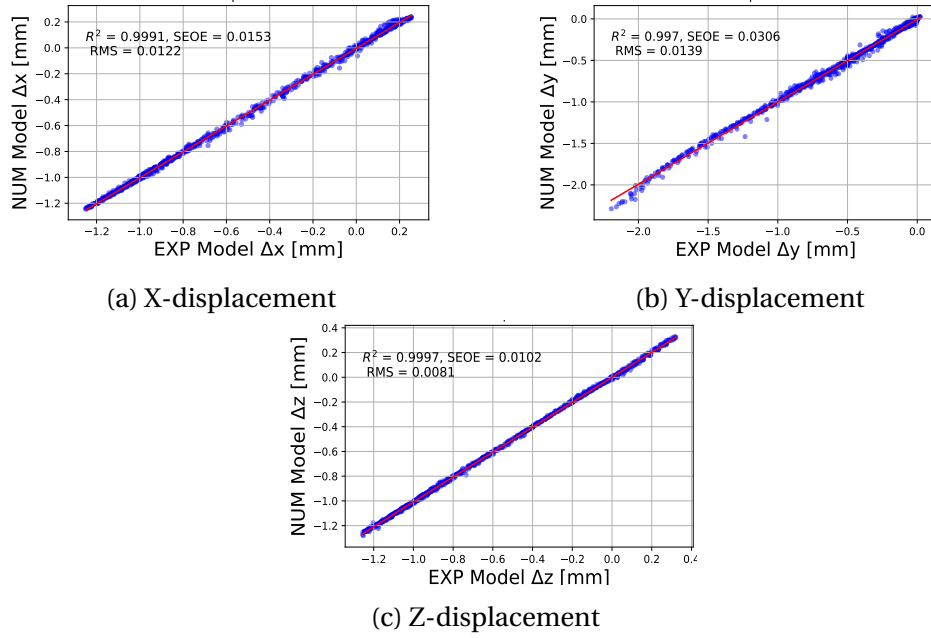 R² = 0.9991, SEOE = 0.0153
RMS = 0.0122
NUM Model Δx [mm]
0.2
0.0
−0.2
−0.4
−0.6
−0.8
−1.0
−1.2
−1.2 −1.0 −0.8 −0.6 −0.4 −0.2 0.0 0.2
EXP Model Δx [mm]
(a) X-displacement
R² = 0.997, SEOE = 0.0306
RMS = 0.0139
NUM Model Δy [mm]
0.0
−0.5
−1.0
−1.5
−2.0
−2.0 −1.5 −1.0 −0.5 0.0
EXP Model Δy [mm]
(b) Y-displacement
R² = 0.9997, SEOE = 0.0102
RMS = 0.0081
NUM Model Δz [mm]
0.4
0.2
0.0
−0.2
−0.4
−0.6
−0.8
−1.0
−1.2
−1.2 −1.0 −0.8 −0.6 −0.4 −0.2 0.0 0.2 0.4
EXP Model Δz [mm]
(c) Z-displacement